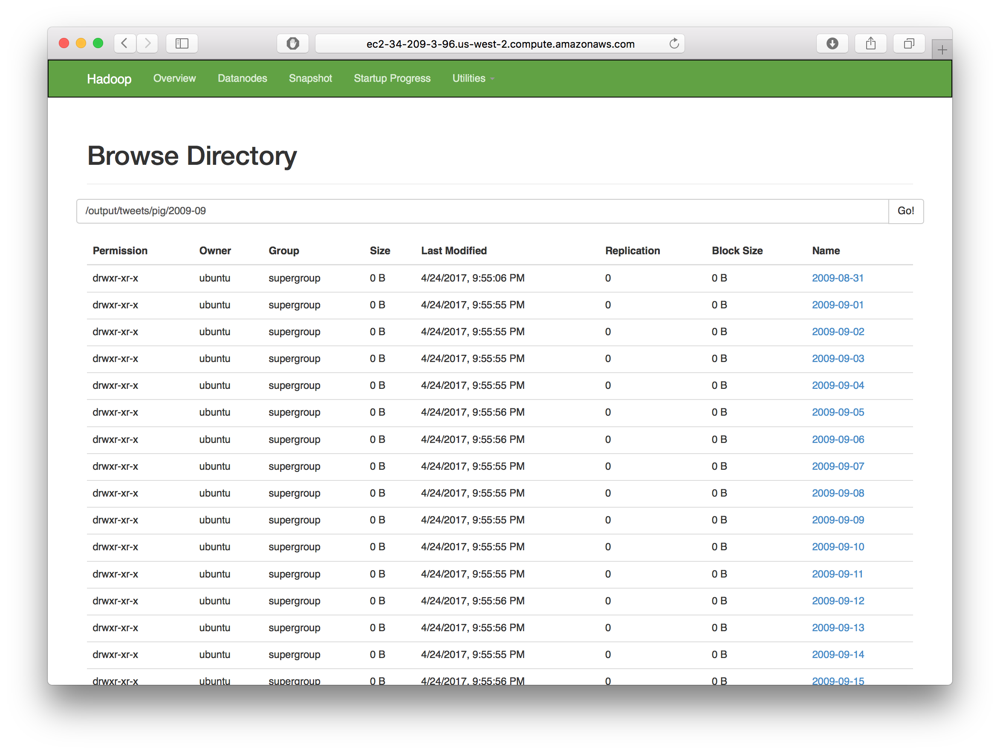 ec2-34-209-3-96.us-west-2.compute.amazonaws.com
Hadoop Overview Datanodes Snapshot Startup Progress Utilities
Browse Directory
/output/tweets/pig/2009-09 Go!
Permission Owner Group Size Last Modified Replication Block Size Name
drwxr-xr-x ubuntu supergroup 0 B 4/24/2017, 9:55:06 PM 0 0 B 2009-08-31
drwxr-xr-x ubuntu supergroup 0 B 4/24/2017, 9:55:55 PM 0 0 B 2009-09-01
drwxr-xr-x ubuntu supergroup 0 B 4/24/2017, 9:55:55 PM 0 0 B 2009-09-02
drwxr-xr-x ubuntu supergroup 0 B 4/24/2017, 9:55:55 PM 0 0 B 2009-09-03
drwxr-xr-x ubuntu supergroup 0 B 4/24/2017, 9:55:55 PM 0 0 B 2009-09-04
drwxr-xr-x ubuntu supergroup 0 B 4/24/2017, 9:55:56 PM 0 0 B 2009-09-05
drwxr-xr-x ubuntu supergroup 0 B 4/24/2017, 9:55:56 PM 0 0 B 2009-09-06
drwxr-xr-x ubuntu supergroup 0 B 4/24/2017, 9:55:55 PM 0 0 B 2009-09-07
drwxr-xr-x ubuntu supergroup 0 B 4/24/2017, 9:55:55 PM 0 0 B 2009-09-08
drwxr-xr-x ubuntu supergroup 0 B 4/24/2017, 9:55:55 PM 0 0 B 2009-09-09
drwxr-xr-x ubuntu supergroup 0 B 4/24/2017, 9:55:55 PM 0 0 B 2009-09-10
drwxr-xr-x ubuntu supergroup 0 B 4/24/2017, 9:55:55 PM 0 0 B 2009-09-11
drwxr-xr-x ubuntu supergroup 0 B 4/24/2017, 9:55:56 PM 0 0 B 2009-09-12
drwxr-xr-x ubuntu supergroup 0 B 4/24/2017, 9:55:56 PM 0 0 B 2009-09-13
drwxr-xr-x ubuntu supergroup 0 B 4/24/2017, 9:55:55 PM 0 0 B 2009-09-14
drwxr-xr-x ubuntu supergroup 0 B 4/24/2017, 9:55:56 PM 0 0 B 2009-09-15